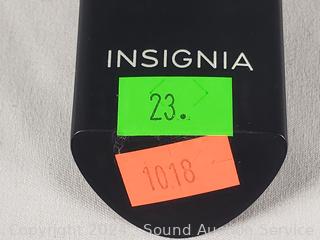 INSIGNIA
23.
1018
Copyright 2024 Sound Auction Service